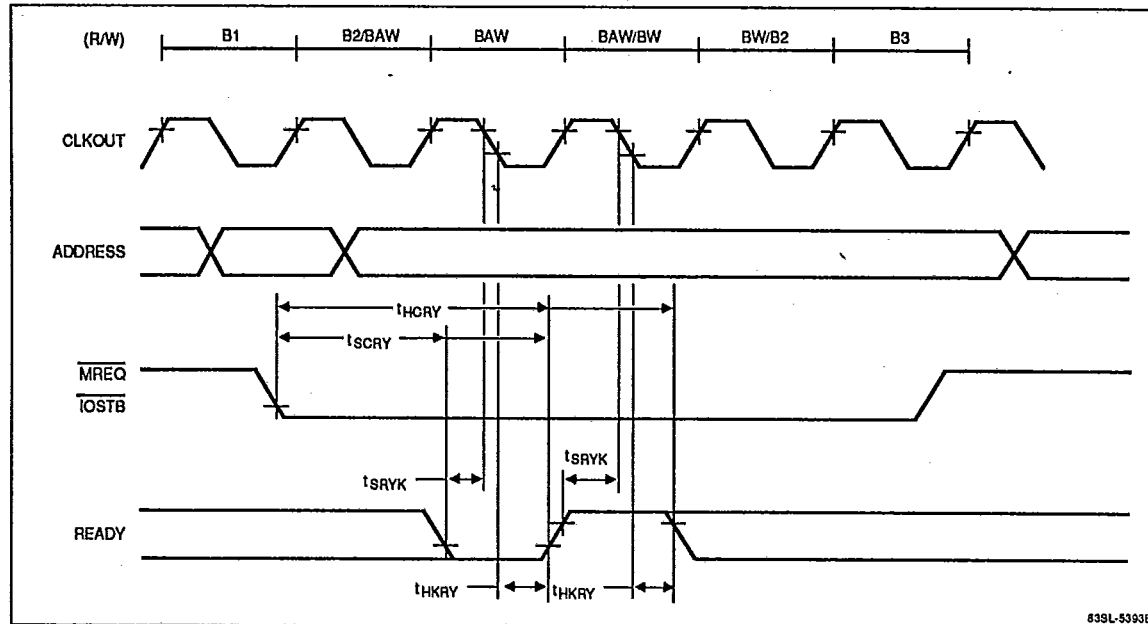 (R/W) B1 B2/BAW BAW BAW/BW BW/B2 B3
CLKOUT
ADDRESS
tHCRY
tSCRY
MREQ
IOSTB
tSRYK
tSRYK
READY
tHKRY tHKRY
83SL-5393B